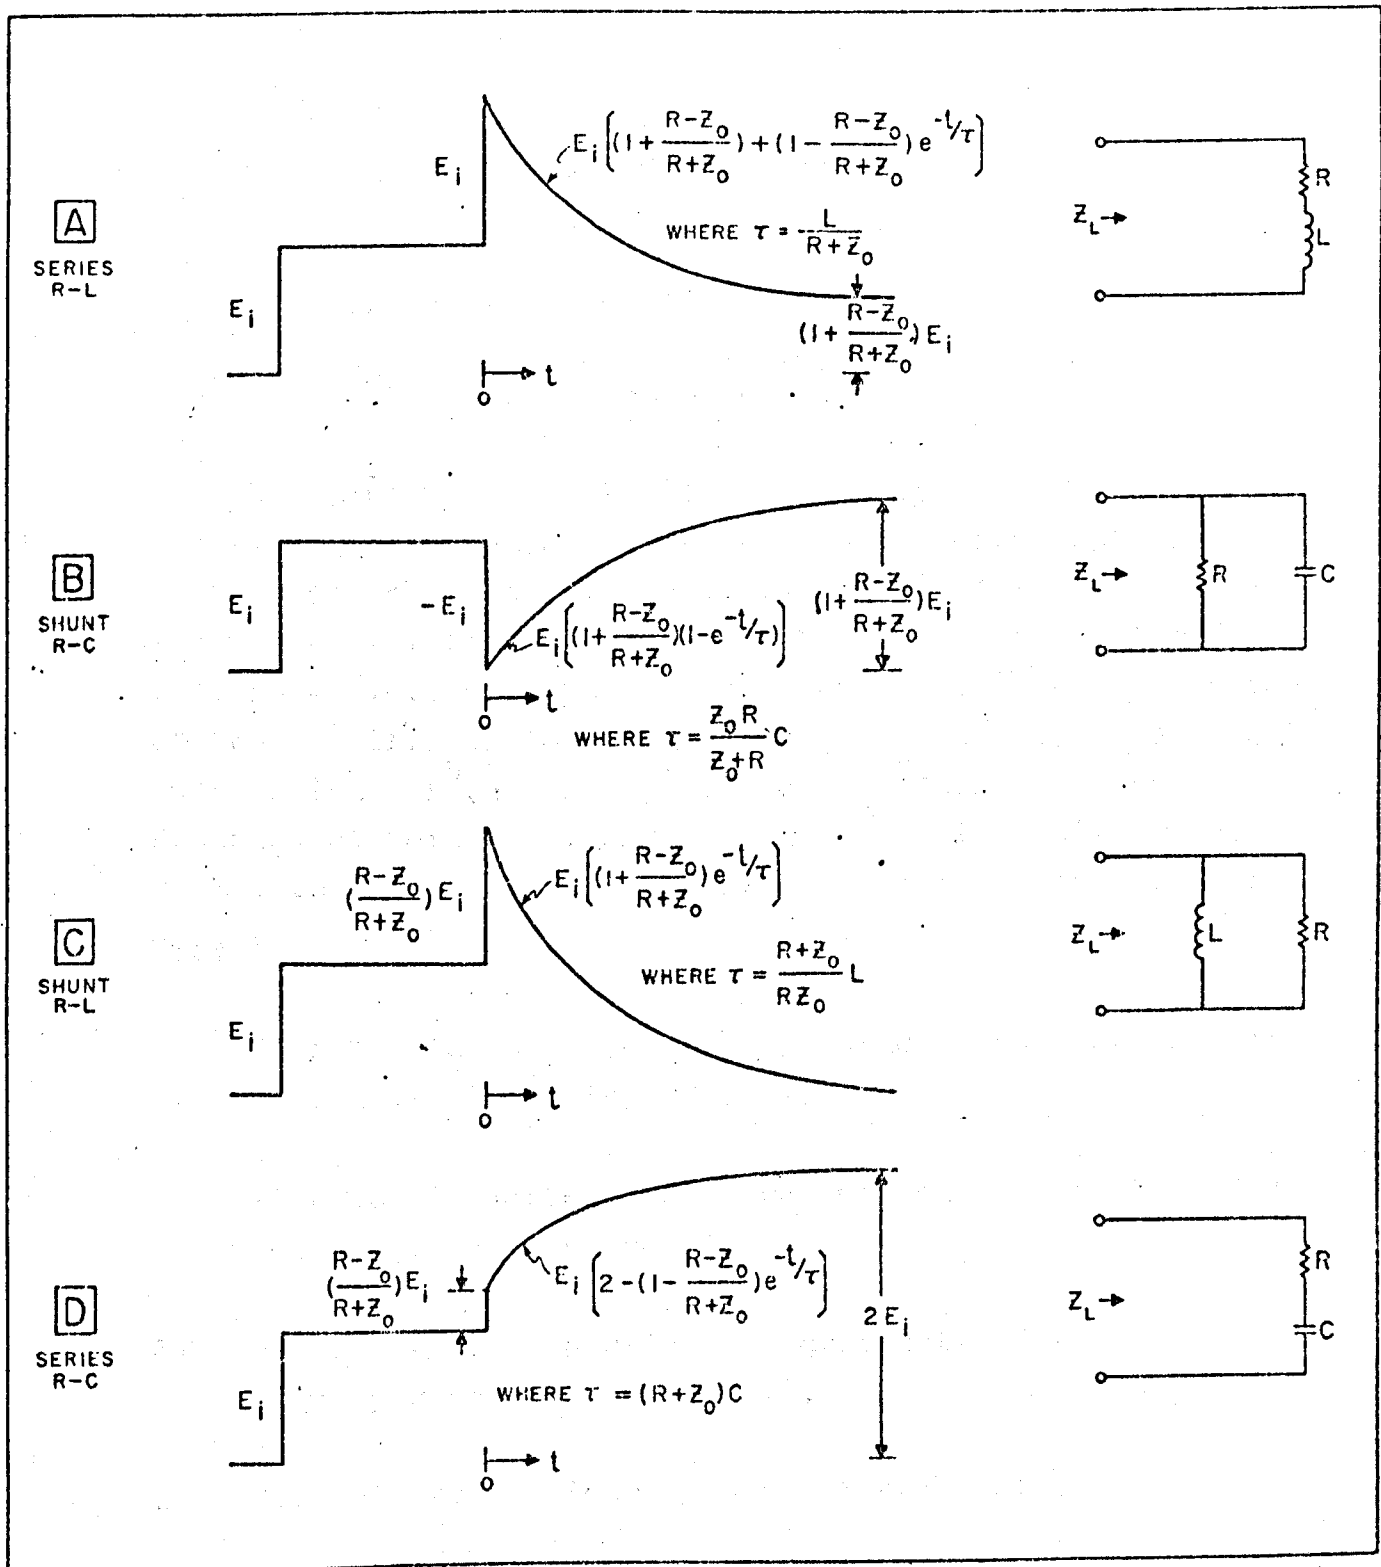 E_i [(1 + (R-Z_0)/(R+Z_0)) + (1 - (R-Z_0)/(R+Z_0)) e^(-t/τ)]
E_i
WHERE τ = L/(R+Z_0)
A
SERIES
R-L
E_i
(1 + (R-Z_0)/(R+Z_0)) E_i
0
t
Z_L
R
L
B
SHUNT
R-C
E_i
-E_i
E_i [(1 + (R-Z_0)/(R+Z_0)) (1 - e^(-t/τ))]
(1 + (R-Z_0)/(R+Z_0)) E_i
0
t
WHERE τ = (Z_0 R)/(Z_0+R) C
Z_L
R
C
((R-Z_0)/(R+Z_0)) E_i
E_i [(1 + (R-Z_0)/(R+Z_0)) e^(-t/τ)]
C
SHUNT
R-L
WHERE τ = (R+Z_0)/(RZ_0) L
E_i
0
t
Z_L
L
R
((R-Z_0)/(R+Z_0)) E_i
E_i [2 - (1 - (R-Z_0)/(R+Z_0)) e^(-t/τ)]
2 E_i
D
SERIES
R-C
E_i
WHERE τ = (R+Z_0)C
0
t
Z_L
R
C